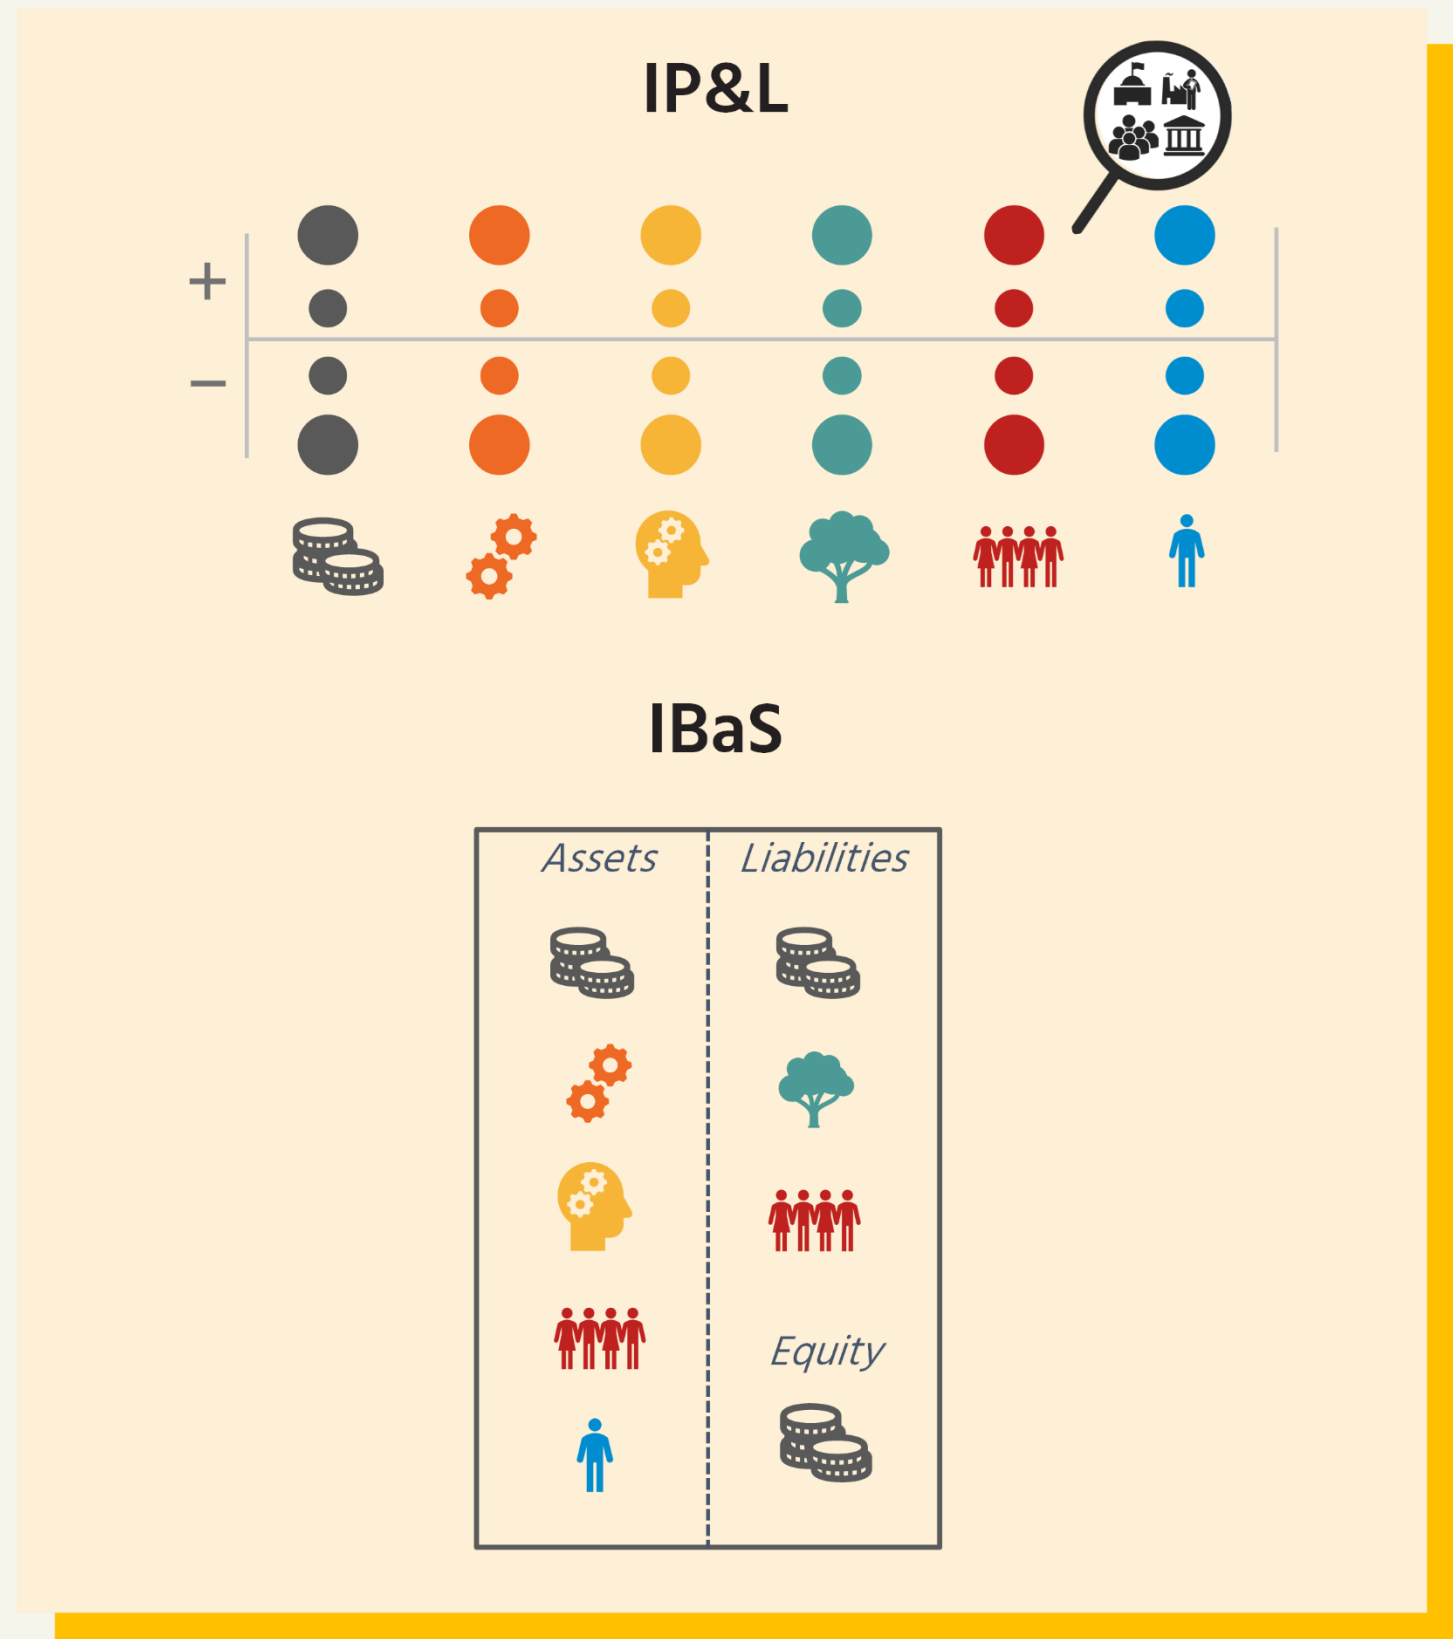 IP&L
+
−
IBaS
Assets
Liabilities
Equity